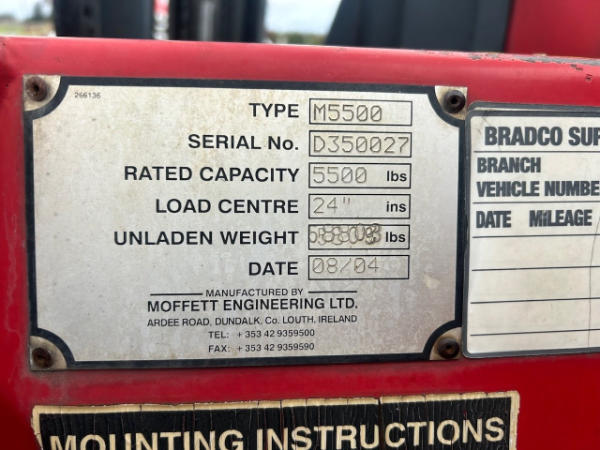 266136
TYPE M5500
SERIAL No. D350027
RATED CAPACITY 5500 lbs
LOAD CENTRE 24" ins
UNLADEN WEIGHT lbs
DATE 08/04
MANUFACTURED BY
MOFFETT ENGINEERING LTD.
ARDEE ROAD, DUNDALK, Co. LOUTH, IRELAND
TEL: + 353 42 9359500
FAX: + 353 42 9359590
BRADCO SUP
BRANCH
VEHICLE NUMBE
DATE MiLEAGE
MOUNTING INSTRUCTIONS